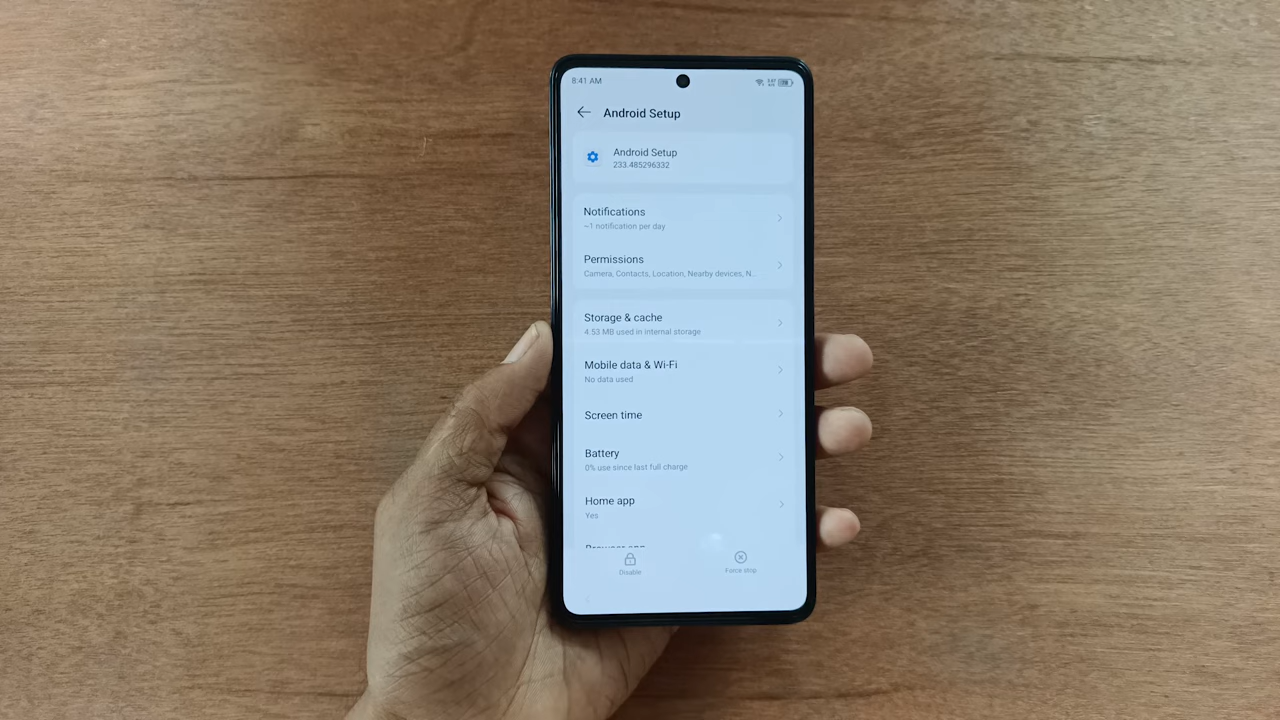 8:41 AM
Android Setup
Android Setup
233.485296332
Notifications
~1 notification per day
Permissions
Camera, Contacts, Location, Nearby devices, N..
Storage & cache
4.53 MB used in internal storage
Mobile data & Wi-Fi
No data used
Screen time
Battery
0% use since last full charge
Home app
Yes
Disable
Force stop